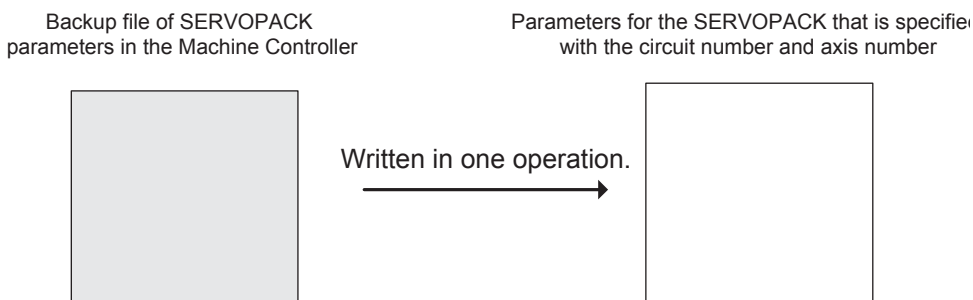 Backup file of SERVOPACK
parameters in the Machine Controller
Parameters for the SERVOPACK that is specified
with the circuit number and axis number
Written in one operation.